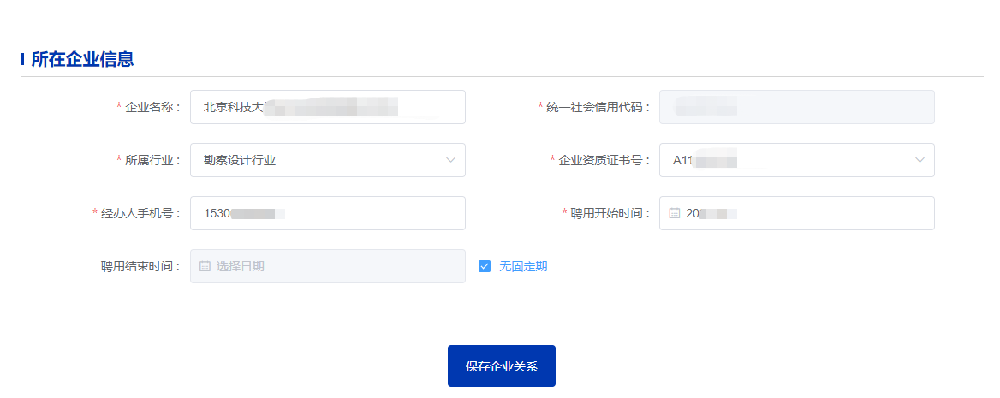 所在企业信息
* 企业名称： 北京科技大
* 统一社会信用代码：
* 所属行业： 勘察设计行业
* 企业资质证书号： A11
* 经办人手机号： 1530
* 聘用开始时间： 20
聘用结束时间： 选择日期 无固定期
保存企业关系